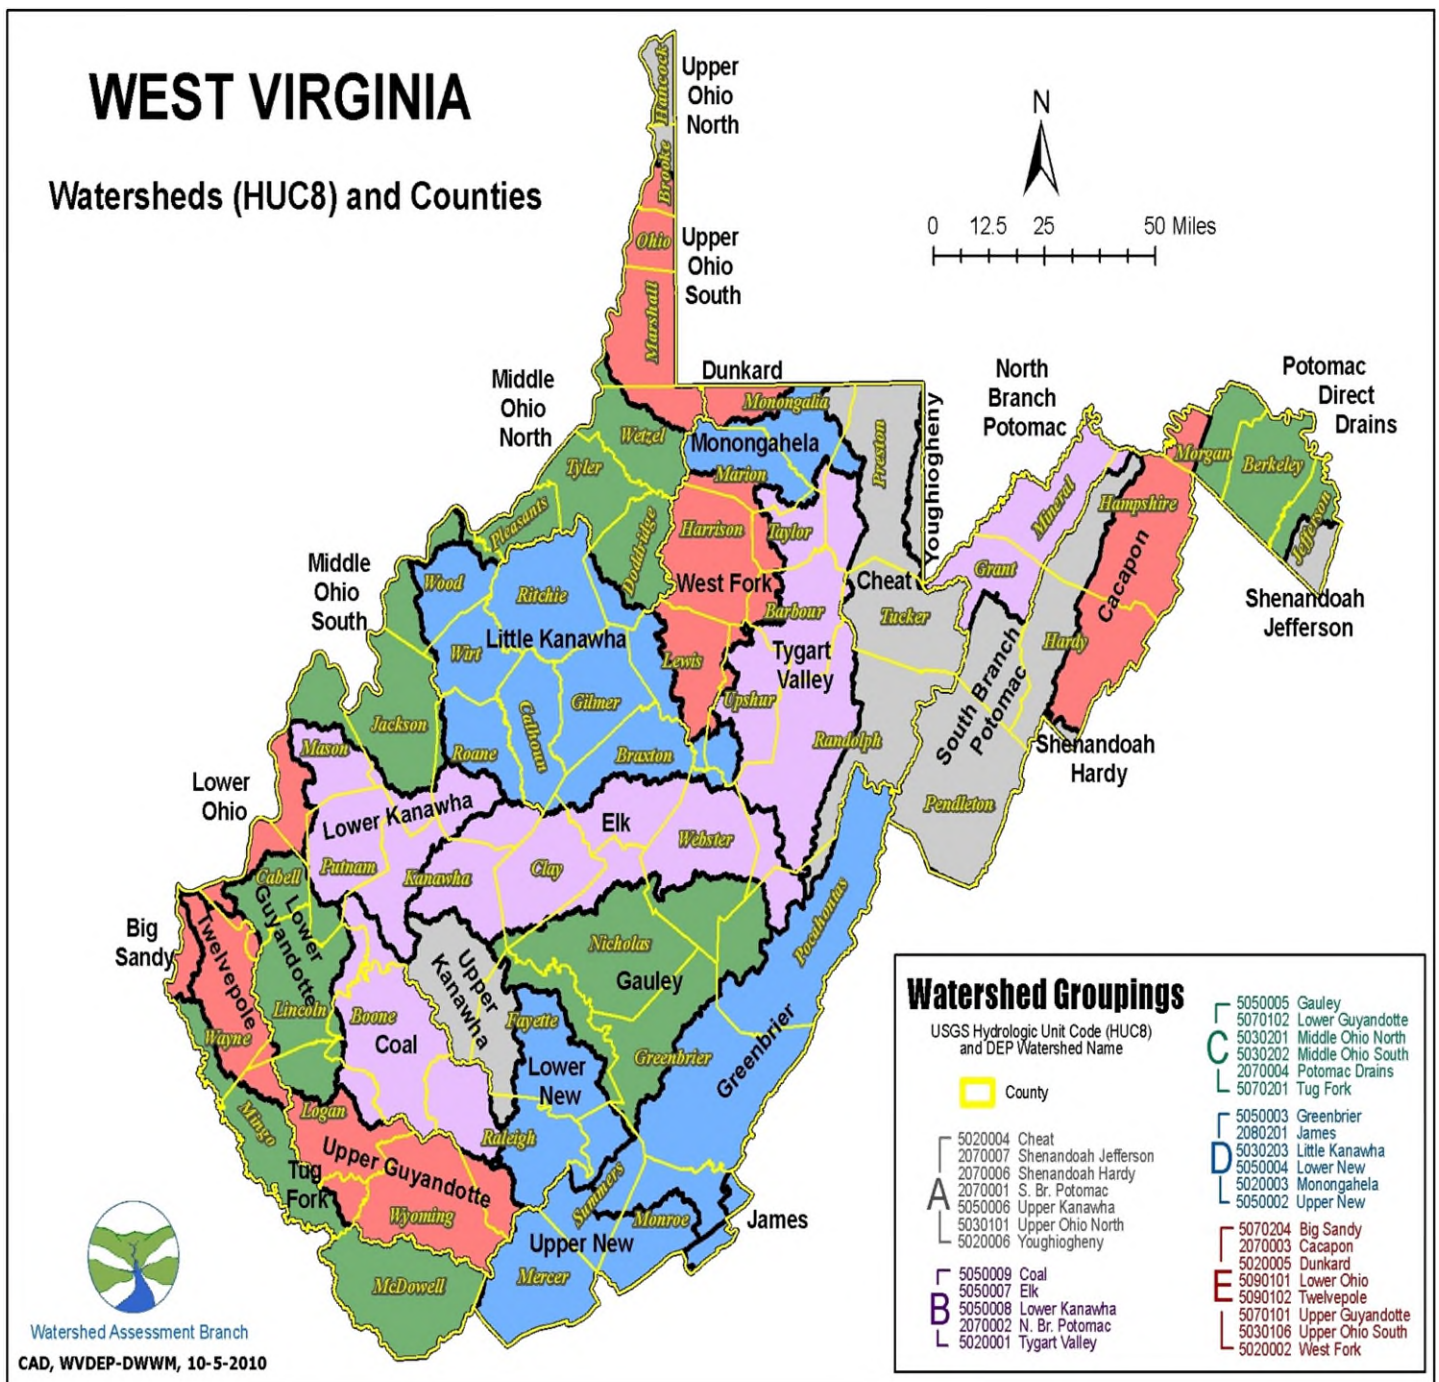 WEST VIRGINIA
Watersheds (HUC8) and Counties
N
0 12.5 25 50 Miles
Upper
Ohio
North
Hancock
Brooke
Ohio
Upper
Ohio
South
Marshall
Dunkard
Middle
Ohio
North
Monongalia
Monongahela
Marion
Wetzel
Tyler
Pleasants
Doddridge
Preston
Youghiogheny
North
Branch
Potomac
Potomac
Direct
Drains
Morgan
Berkeley
Jefferson
Shenandoah
Jefferson
Mineral
Hampshire
Cacapon
Grant
Hardy
Harrison
Taylor
West Fork
Barbour
Cheat
Tucker
Middle
Ohio
South
Wood
Ritchie
Little Kanawha
Wirt
Lewis
Tygart
Valley
Upshur
Gilmer
Calhoun
Jackson
Roane
Braxton
Randolph
South Branch
Potomac
Shenandoah
Hardy
Pendleton
Mason
Lower
Ohio
Lower Kanawha
Elk
Webster
Putnam
Kanawha
Clay
Cabell
Lower
Guyandotte
Big
Sandy
Twelvepole
Upper
Kanawha
Nicholas
Gauley
Pocahontas
Lincoln
Boone
Coal
Fayette
Wayne
Lower
New
Greenbrier
Greenbrier
Mingo
Logan
Raleigh
Tug
Fork
Upper Guyandotte
Summers
Wyoming
Monroe
James
Upper New
Mercer
McDowell
Watershed Groupings
USGS Hydrologic Unit Code (HUC8)
and DEP Watershed Name
County
A
5020004 Cheat
2070007 Shenandoah Jefferson
2070006 Shenandoah Hardy
2070001 S. Br. Potomac
5050006 Upper Kanawha
5030101 Upper Ohio North
5020006 Youghiogheny
B
5050009 Coal
5050007 Elk
5050008 Lower Kanawha
2070002 N. Br. Potomac
5020001 Tygart Valley
C
5050005 Gauley
5070102 Lower Guyandotte
5030201 Middle Ohio North
5030202 Middle Ohio South
2070004 Potomac Drains
5070201 Tug Fork
D
5050003 Greenbrier
2080201 James
5030203 Little Kanawha
5050004 Lower New
5020003 Monongahela
5050002 Upper New
E
5070204 Big Sandy
2070003 Cacapon
5020005 Dunkard
5090101 Lower Ohio
5090102 Twelvepole
5070101 Upper Guyandotte
5030106 Upper Ohio South
5020002 West Fork
Watershed Assessment Branch
CAD, WVDEP-DWWM, 10-5-2010